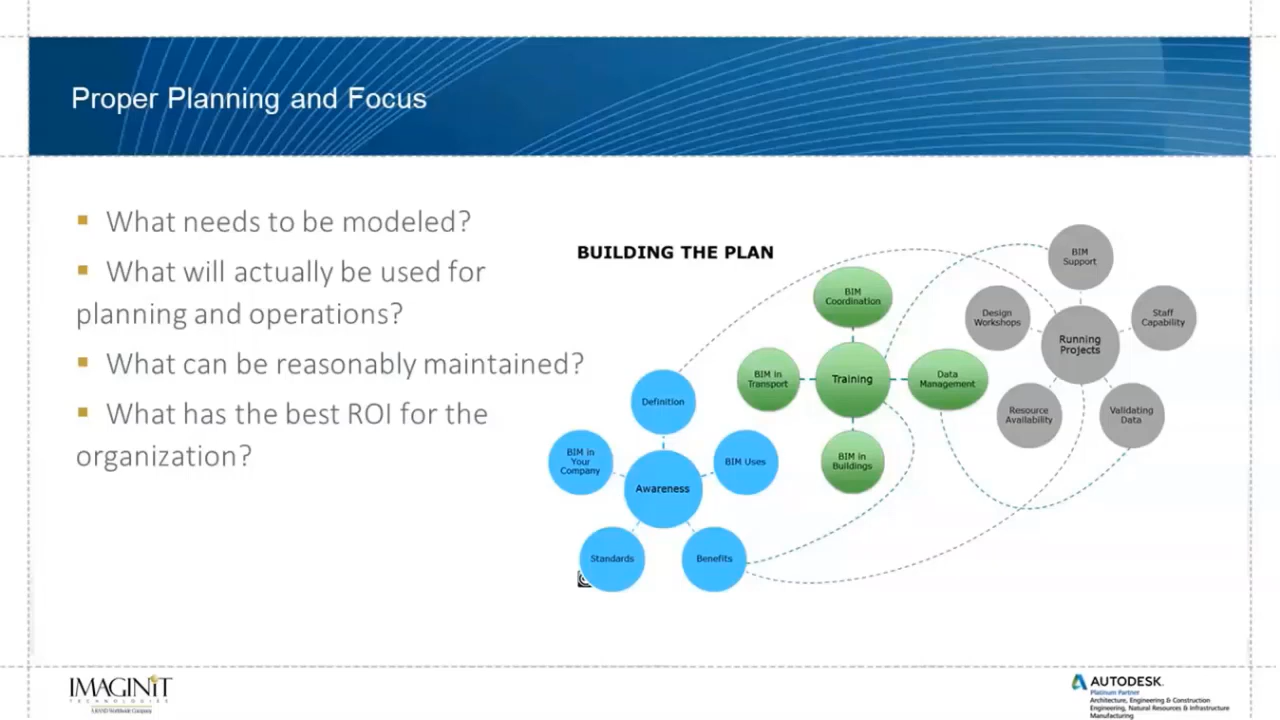 Proper Planning and Focus
▪ What needs to be modeled?
▪ What will actually be used for
planning and operations?
▪ What can be reasonably maintained?
▪ What has the best ROI for the
organization?
BUILDING THE PLAN
Definition
BIM in
Your
Company
BIM Uses
Awareness
Standards
Benefits
BIM
Coordination
BIM in
Transport
Training
Data
Management
BIM in
Buildings
BIM
Support
Design
Workshops
Staff
Capability
Running
Projects
Resource
Availability
Validating
Data
IMAGINiT
TECHNOLOGIES
A RAND Worldwide Company
AUTODESK.
Platinum Partner
Architecture, Engineering & Construction
Engineering, Natural Resources & Infrastructure
Manufacturing